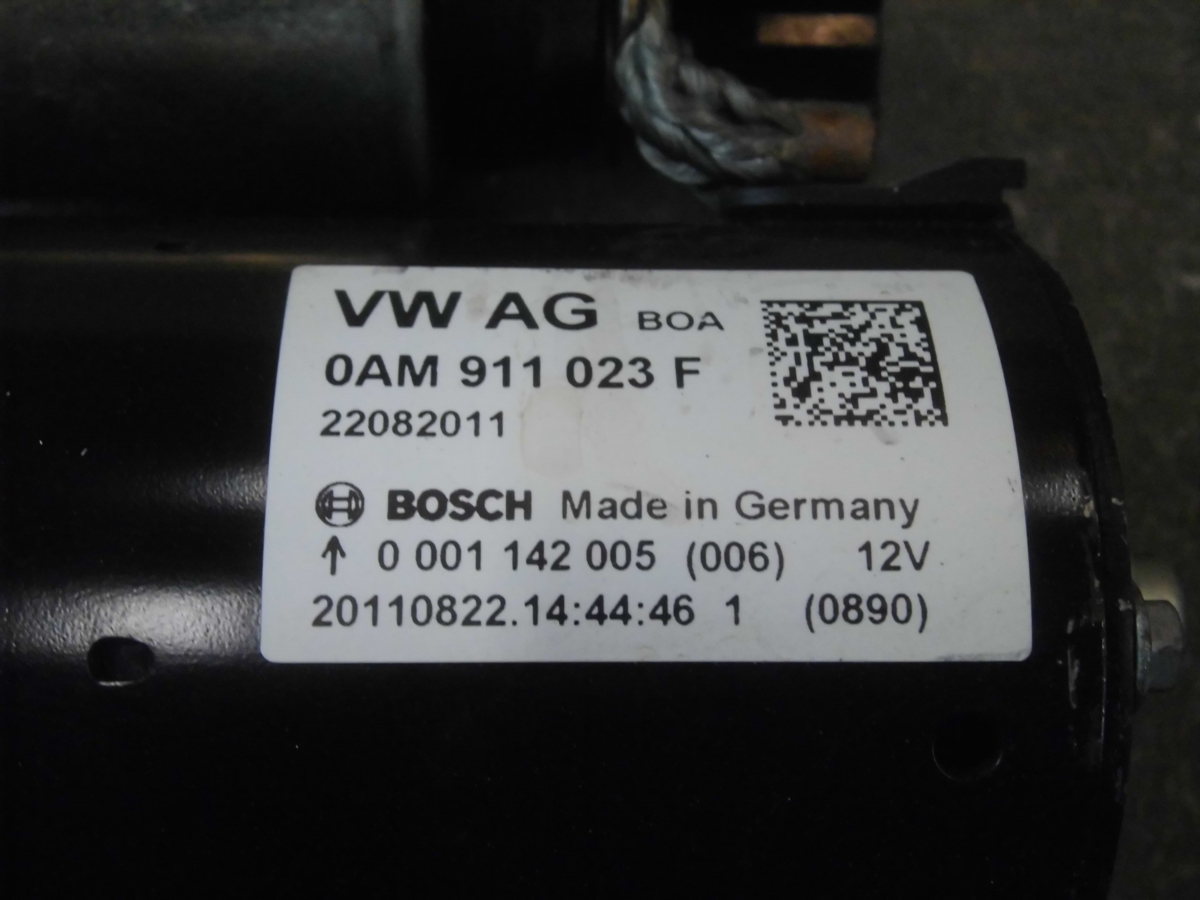 VW AG BOA
0AM 911 023 F
22082011
BOSCH Made in Germany
↑ 0 001 142 005 (006) 12V
20110822.14:44:46 1 (0890)